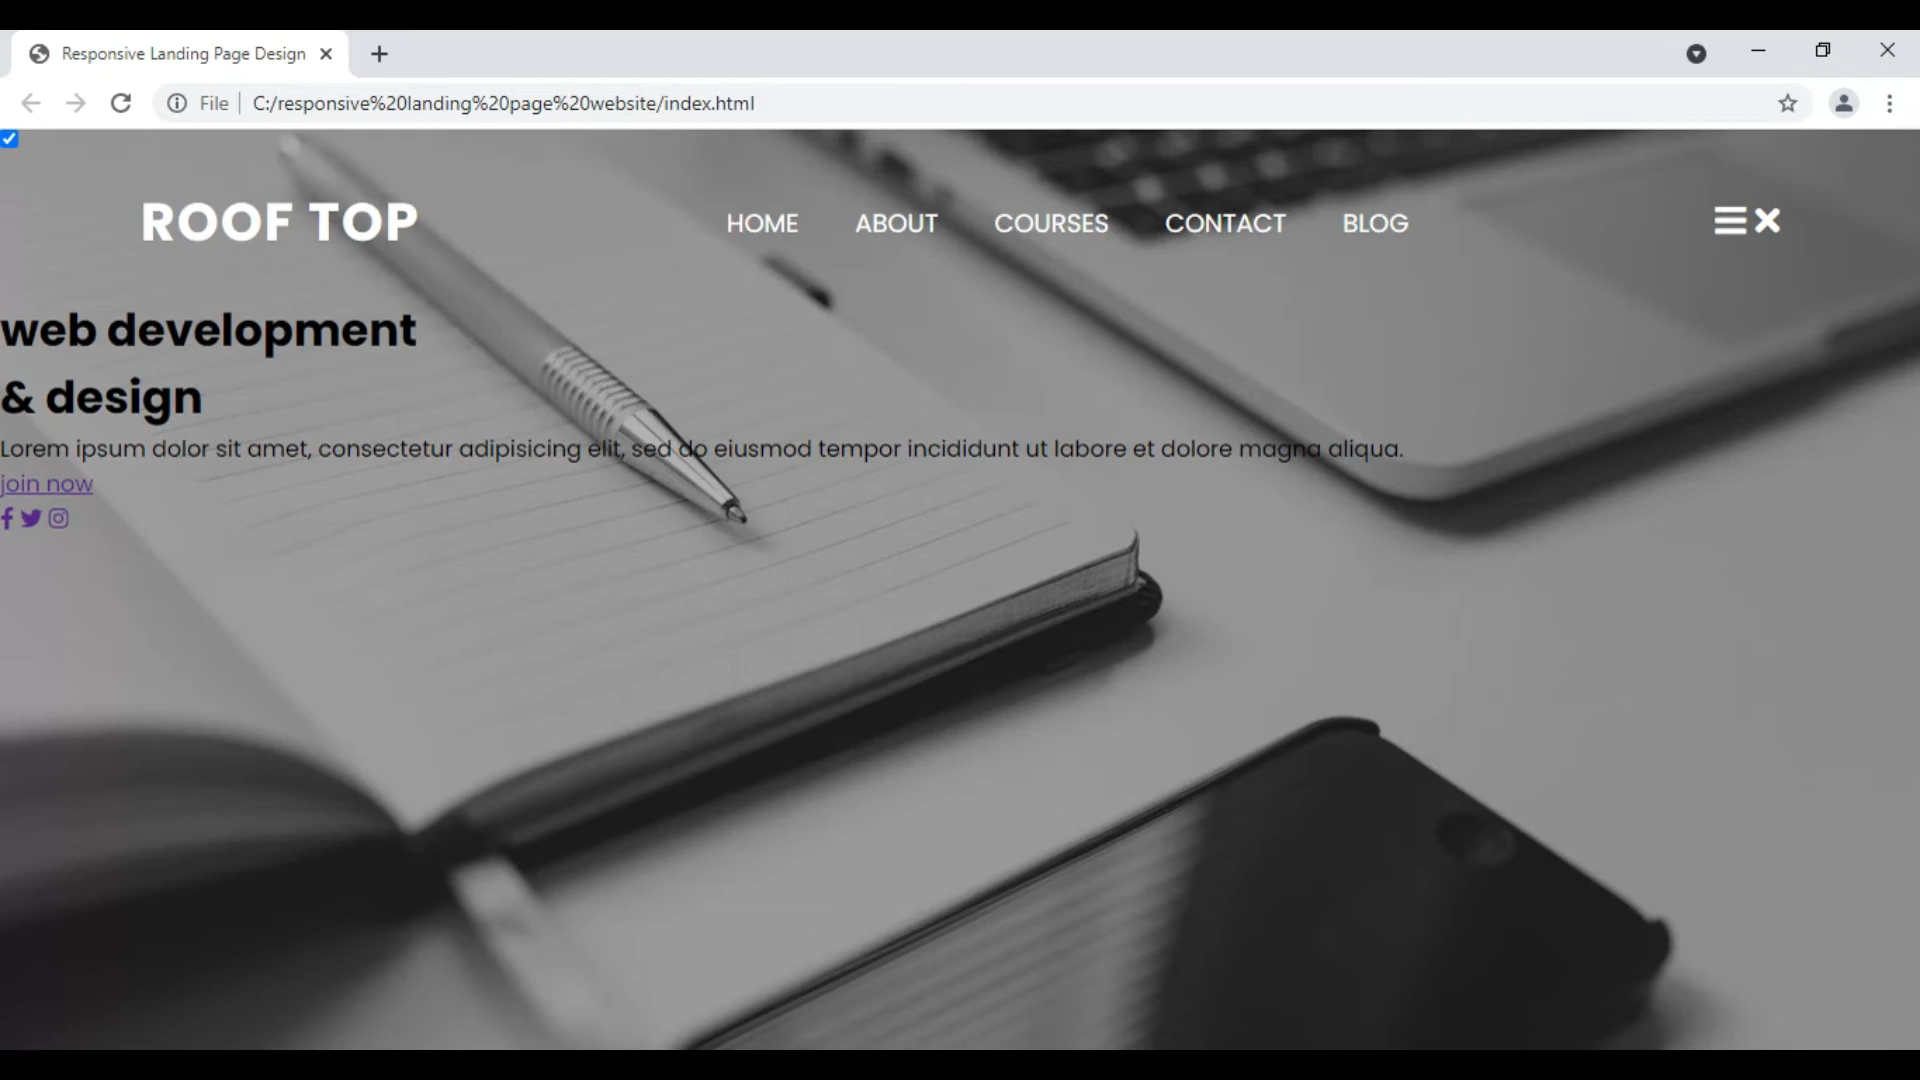 Responsive Landing Page Design
File
C:/responsive%20landing%20page%20website/index.html
ROOF TOP
HOME ABOUT COURSES CONTACT BLOG
web development
& design
Lorem ipsum dolor sit amet, consectetur adipisicing elit, sed do eiusmod tempor incididunt ut labore et dolore magna aliqua.
join now